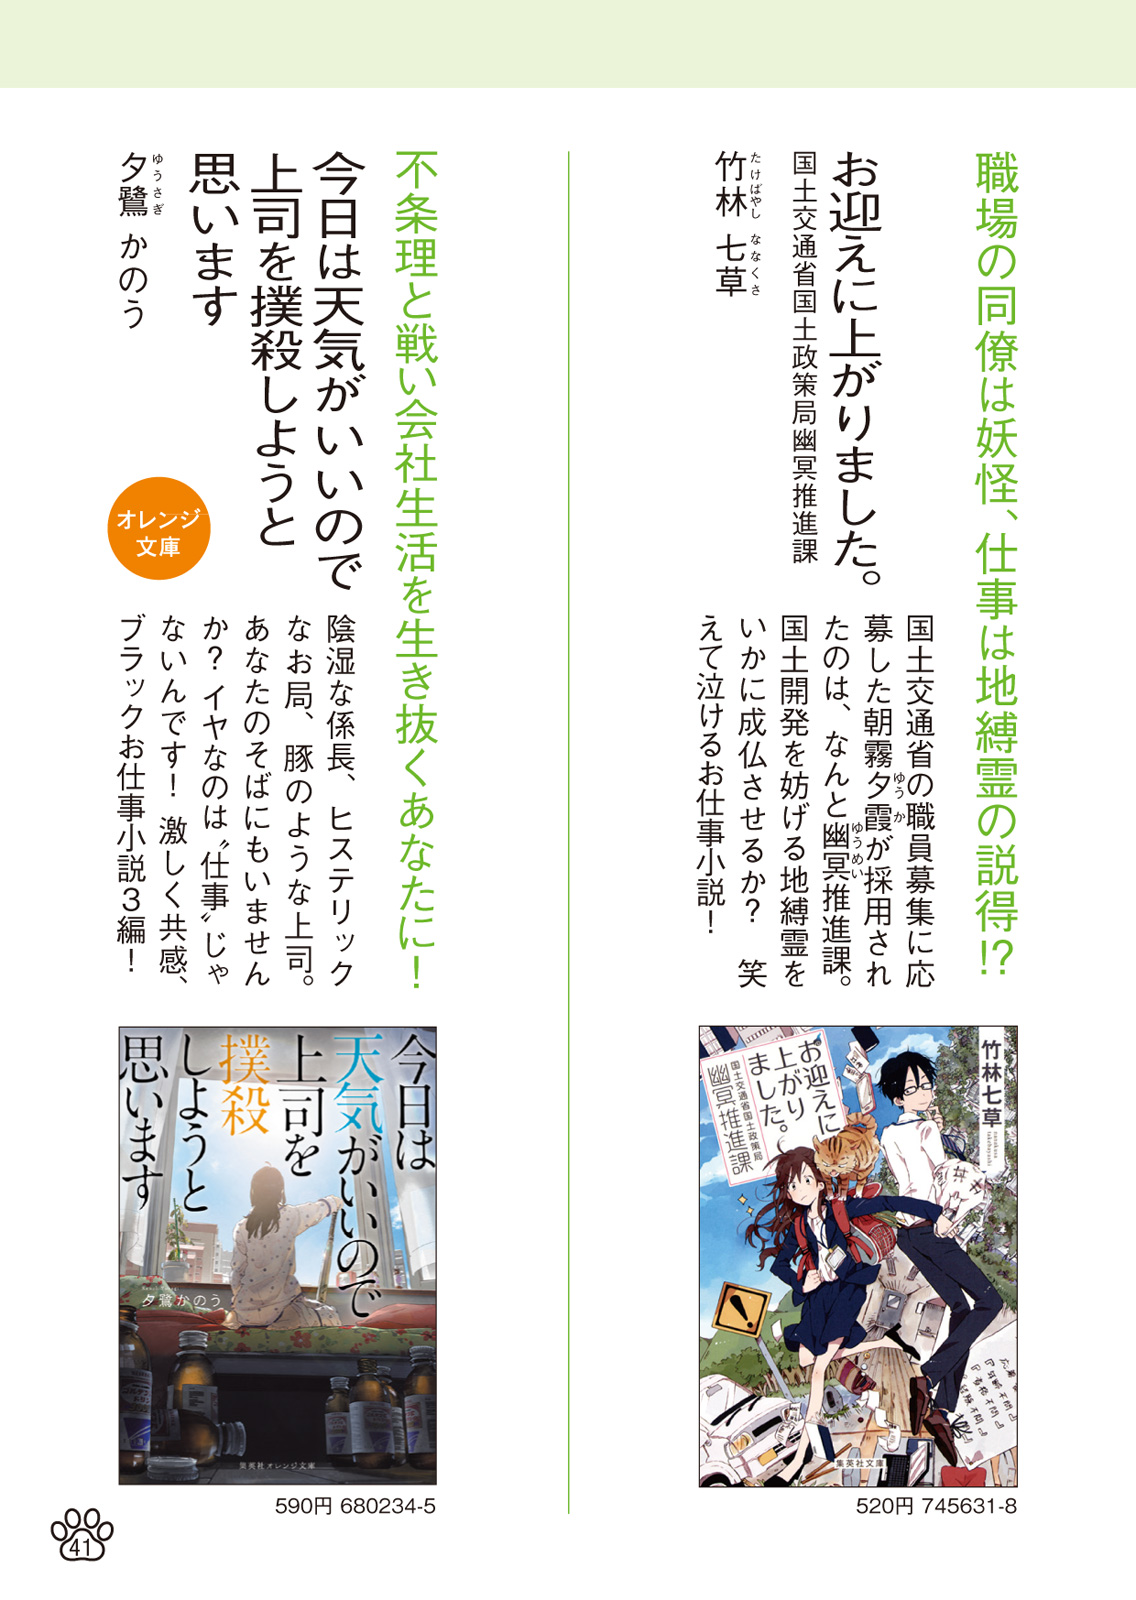 職場の同僚は妖怪、仕事は地縛霊の説得!?
お迎えに上がりました。
国土交通省国土政策局幽冥推進課
たけばやし ななくさ
竹林 七草
国土交通省の職員募集に応
募した朝霧夕霞が採用され
ゆうか
たのは、なんと幽冥推進課。
ゆうめい
国土開発を妨げる地縛霊を
いかに成仏させるか? 笑
えて泣けるお仕事小説!
竹林七草
お迎えに
上がり
ました。
国土交通省国土政策局
幽冥推進課
集英社文庫
520円 745631-8
不条理と戦い会社生活を生き抜くあなたに!
今日は天気がいいので
上司を撲殺しようと
思います
ゆうさぎ
夕鷺 かのう
オレンジ
文庫
陰湿な係長、ヒステリック
なお局、豚のような上司。
あなたのそばにもいません
か? イヤなのは〝仕事〟じゃ
ないんです! 激しく共感、
ブラックお仕事小説3編!
今日は
天気がいいので
上司を
撲殺
しようと
思います
夕鷺かのう
集英社オレンジ文庫
590円 680234-5
41